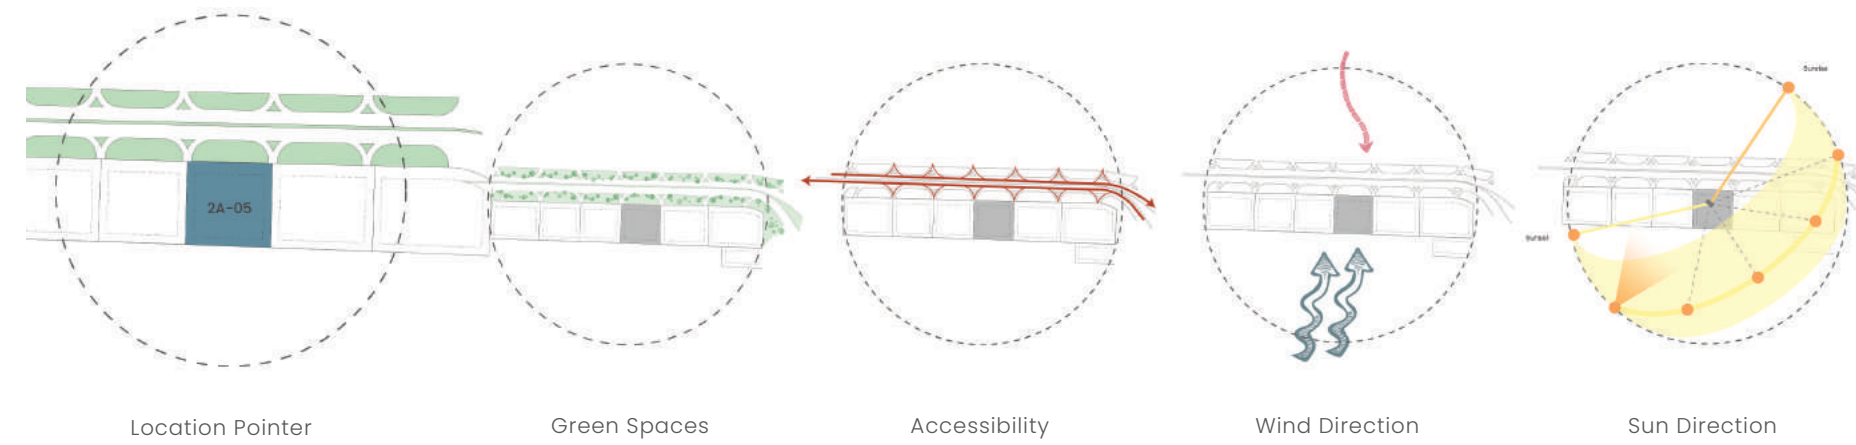 2A-05
Sunrise
sunset
Location Pointer
Green Spaces
Accessibility
Wind Direction
Sun Direction